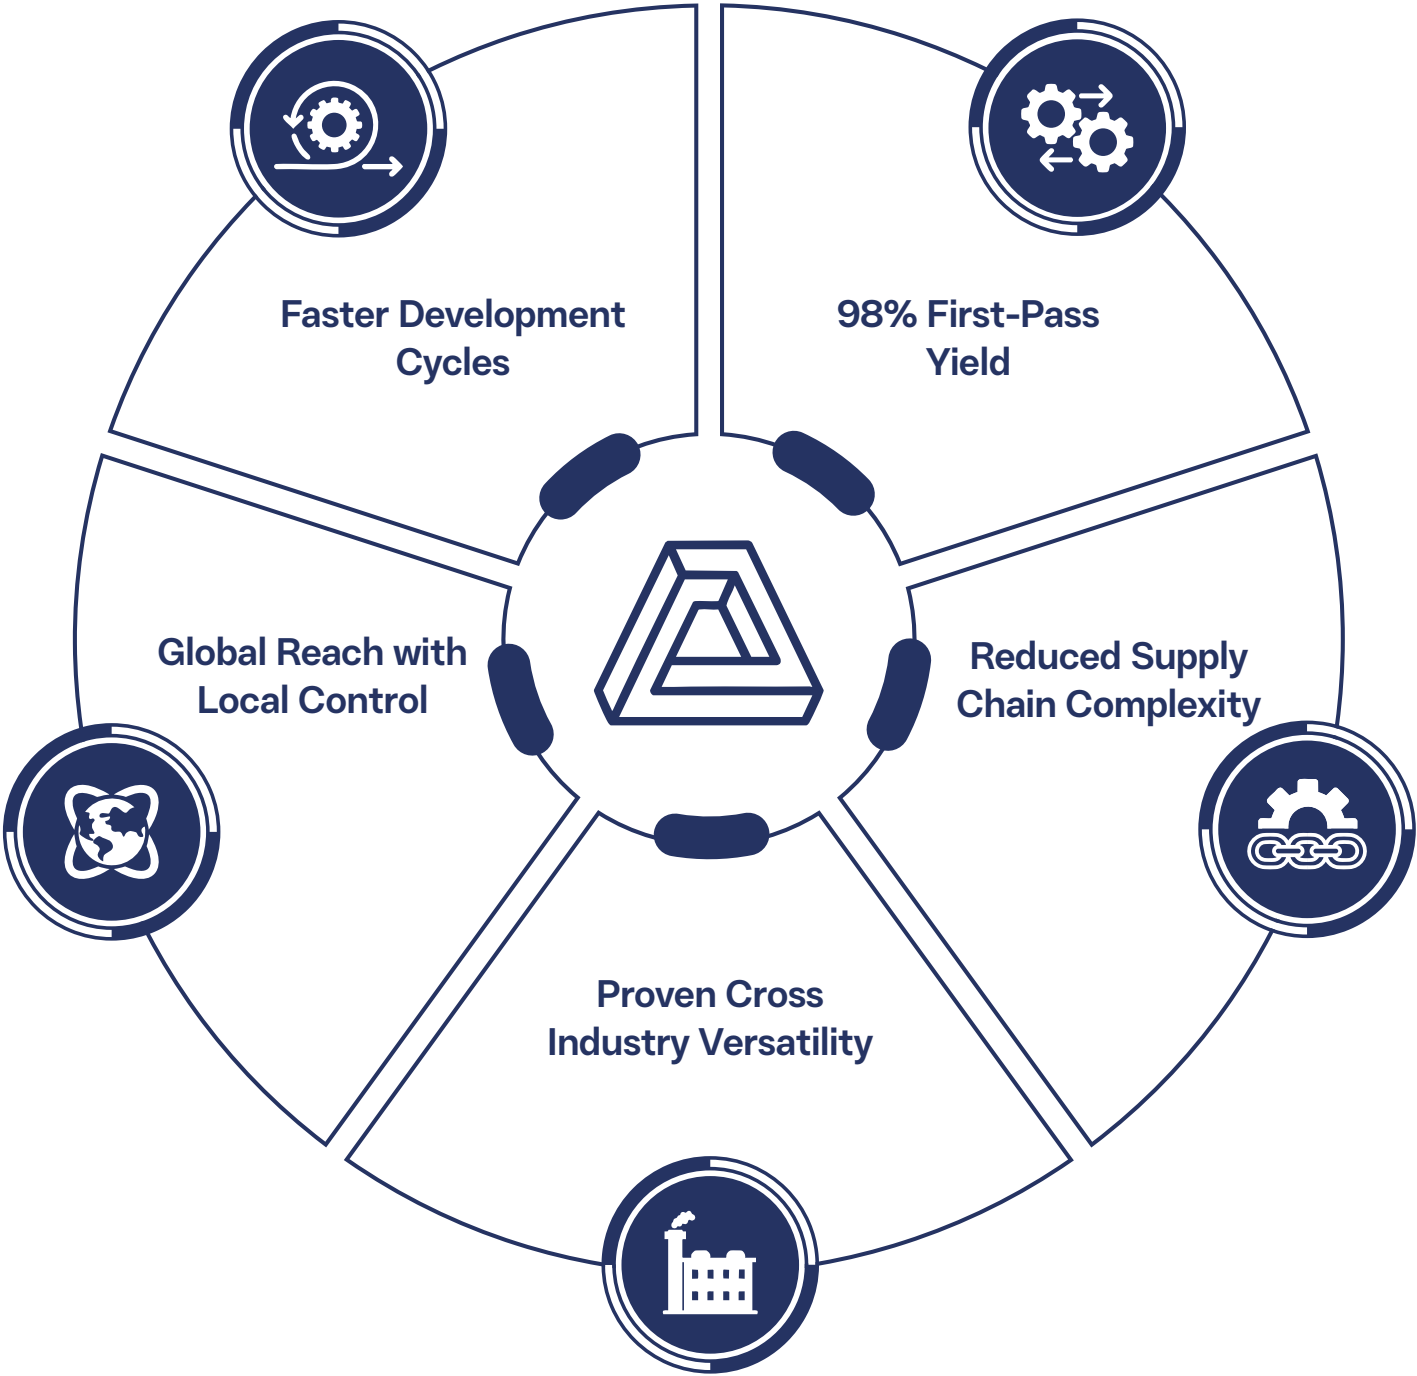 Faster Development
Cycles
98% First-Pass
Yield
Global Reach with
Local Control
Reduced Supply
Chain Complexity
Proven Cross
Industry Versatility